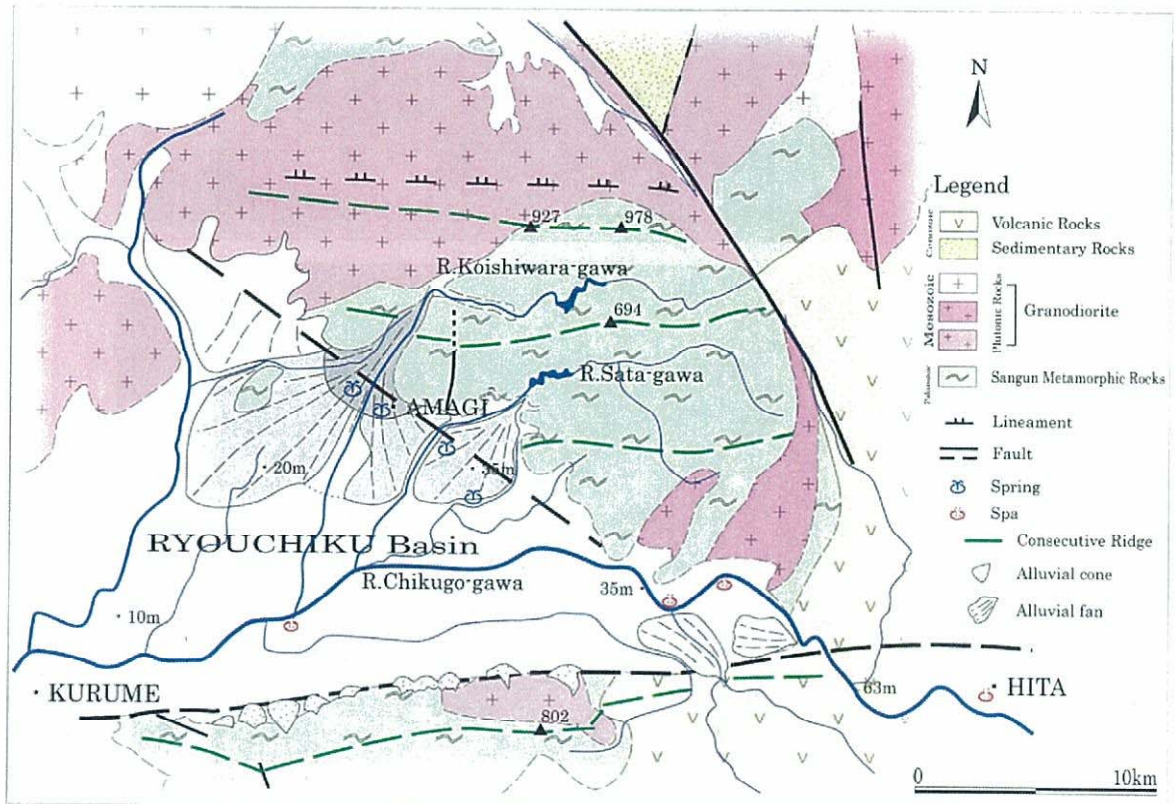 N
Legend
Cenozoic
Volcanic Rocks
Sedimentary Rocks
Mesozoic
Plutonic Rocks
Granodiorite
Sangun Metamorphic Rocks
Lineament
Fault
Spring
Spa
Consecutive Ridge
Alluvial cone
Alluvial fan
927
978
R.Koishiwara-gawa
694
R.Sata-gawa
AMAGI
20m
35m
RYOUCHIKU Basin
R.Chikugo-gawa
35m
10m
KURUME
63m
HITA
802
0
10km